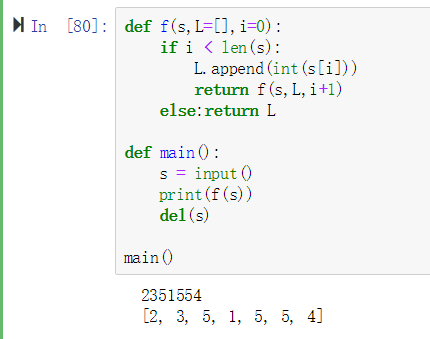 In [80]: def f(s,L=[],i=0):
    if i < len(s):
        L.append(int(s[i]))
        return f(s,L,i+1)
    else:return L

def main():
    s = input()
    print(f(s))
    del(s)

main()
2351554
[2, 3, 5, 1, 5, 5, 4]